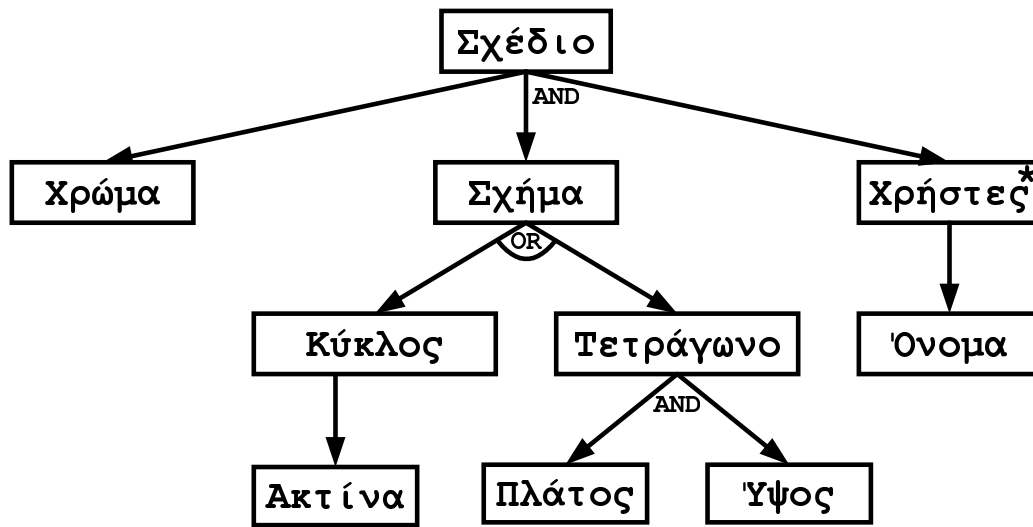 Σχέδιο
AND
Χρώμα
Σχήμα
Χρήστες*
OR
Κύκλος
Τετράγωνο
Όνομα
AND
Ακτίνα
Πλάτος
Ύψος